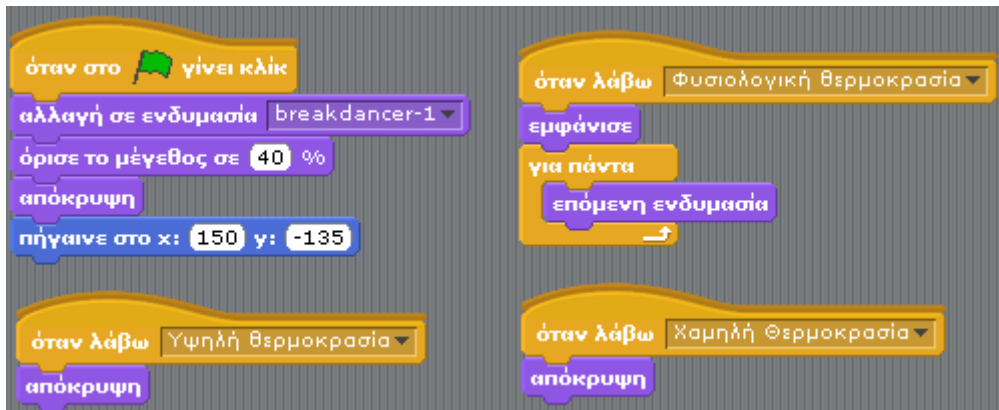 όταν στο γίνει κλίκ
αλλαγή σε ενδυμασία breakdancer-1
όρισε το μέγεθος σε 40 %
απόκρυψη
πήγαινε στο x: 150 y: -135
όταν λάβω Φυσιολογική θερμοκρασία
εμφάνισε
για πάντα
επόμενη ενδυμασία
όταν λάβω Υψηλή θερμοκρασία
απόκρυψη
όταν λάβω Χαμηλή Θερμοκρασία
απόκρυψη